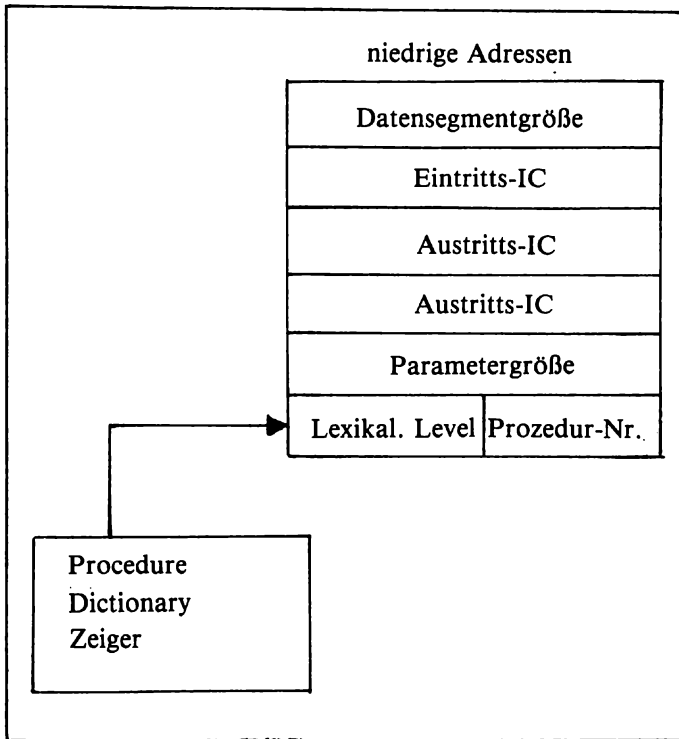 niedrige Adressen
Datensegmentgröße
Eintritts-IC
Austritts-IC
Austritts-IC
Parametergröße
Lexikal. Level Prozedur-Nr.
Procedure
Dictionary
Zeiger